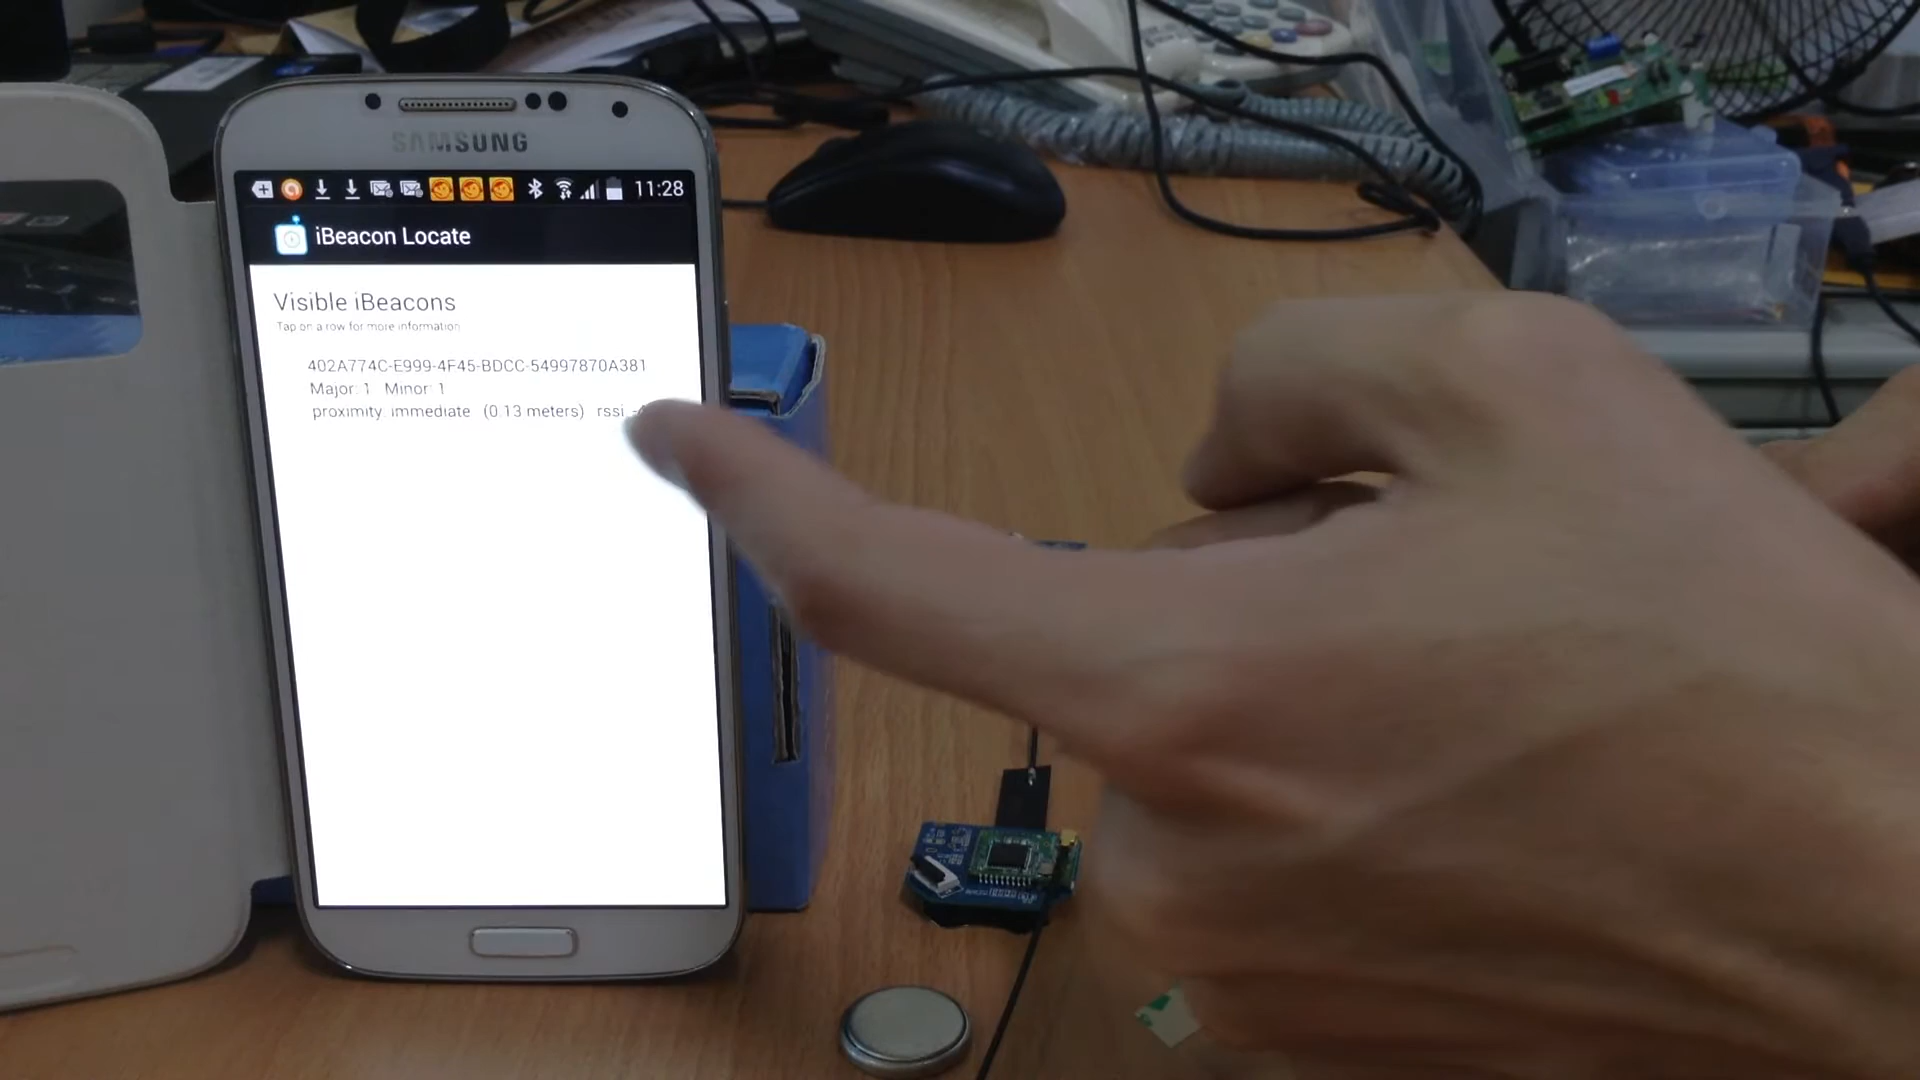 SAMSUNG
11:28
iBeacon Locate
Visible iBeacons
Tap on a row for more information
402A774C-E999-4F45-BDCC-54997870A381
Major: 1 Minor: 1
proximity: immediate (0.13 meters) rssi: